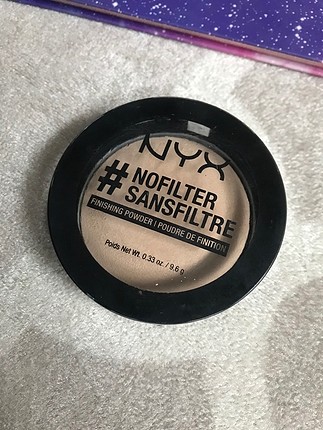 NYX
#NOFILTER
SANSFILTRE
FINISHING POWDER | POUDRE DE FINITION
Poids Net Wt. 0.33 oz. / 9.6 g